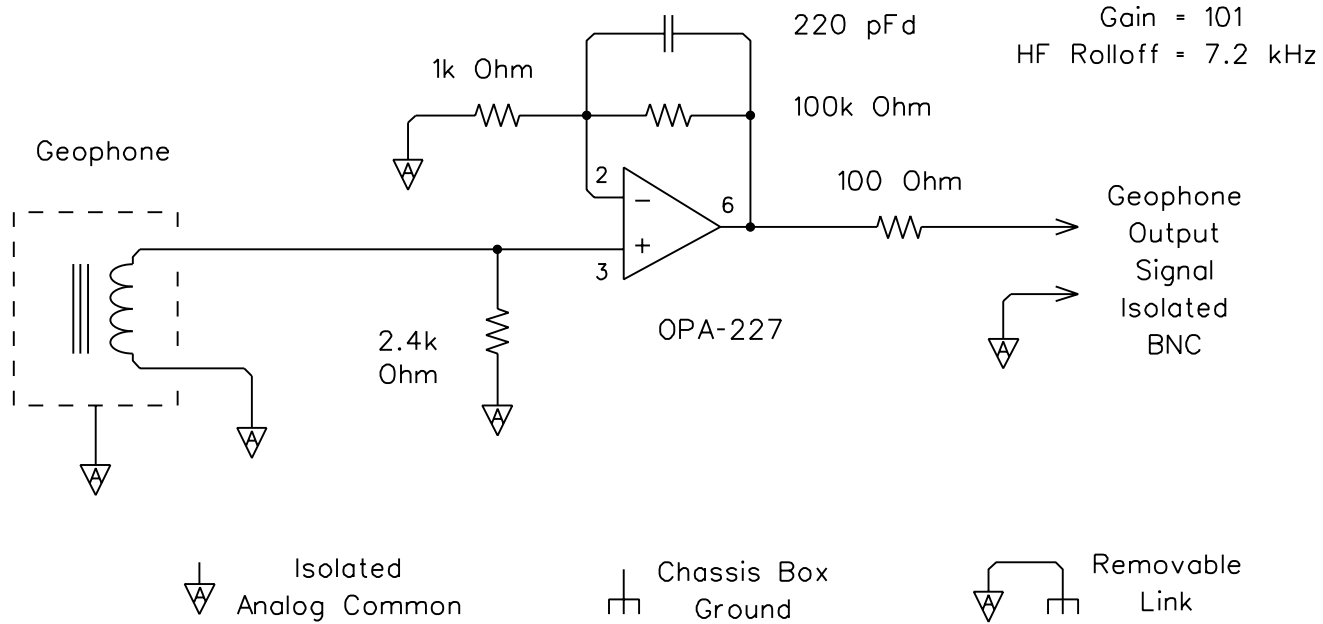 220 pFd
Gain = 101
HF Rolloff = 7.2 kHz
1k Ohm
100k Ohm
Geophone
A
2
6
100 Ohm
3
Geophone
Output
Signal
Isolated
BNC
OPA-227
2.4k
Ohm
A
A
A
A
A
Isolated
Analog Common
Chassis Box
Ground
A
Removable
Link